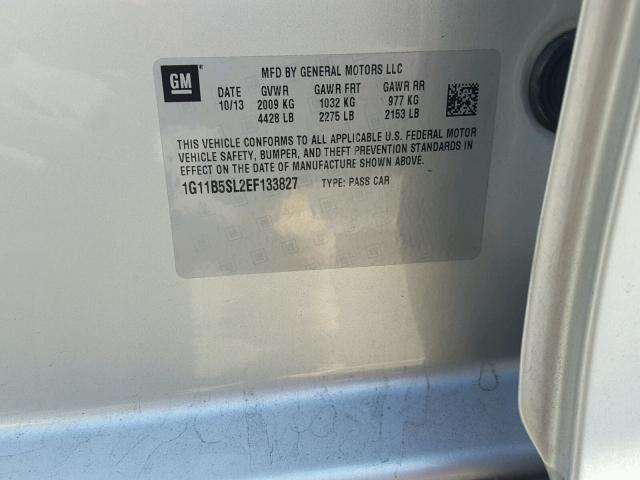 GM ® MFD BY GENERAL MOTORS LLC
DATE GVWR GAWR FRT GAWR RR
10/13 2009 KG 1032 KG 977 KG
4428 LB 2275 LB 2153 LB
THIS VEHICLE CONFORMS TO ALL APPLICABLE U.S. FEDERAL MOTOR
VEHICLE SAFETY, BUMPER, AND THEFT PREVENTION STANDARDS IN
EFFECT ON THE DATE OF MANUFACTURE SHOWN ABOVE.
1G11B5SL2EF133827 TYPE: PASS CAR